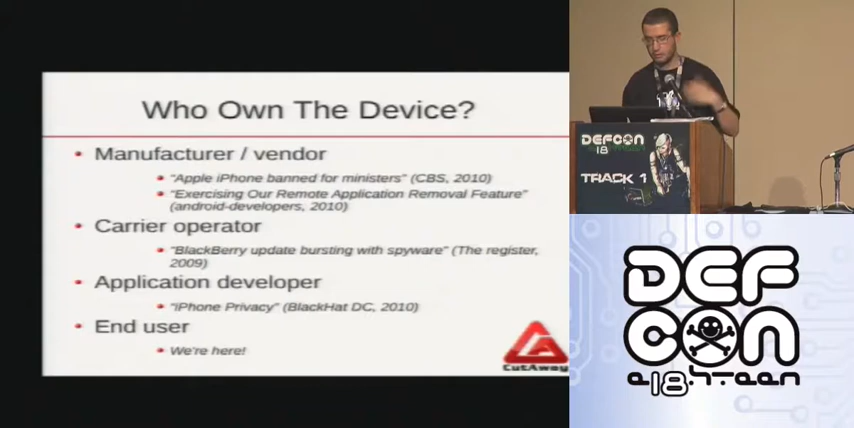 Who Own The Device?
Manufacturer / vendor
"Apple iPhone banned for ministers" (CBS, 2010)
"Exercising Our Remote Application Removal Feature"
(android-developers, 2010)
Carrier operator
"BlackBerry update bursting with spyware" (The register,
2009)
Application developer
"iPhone Privacy" (BlackHat DC, 2010)
End user
We're here!
CutAway
DEFCON
18
TRACK 1
DEF
CON
e18hteen